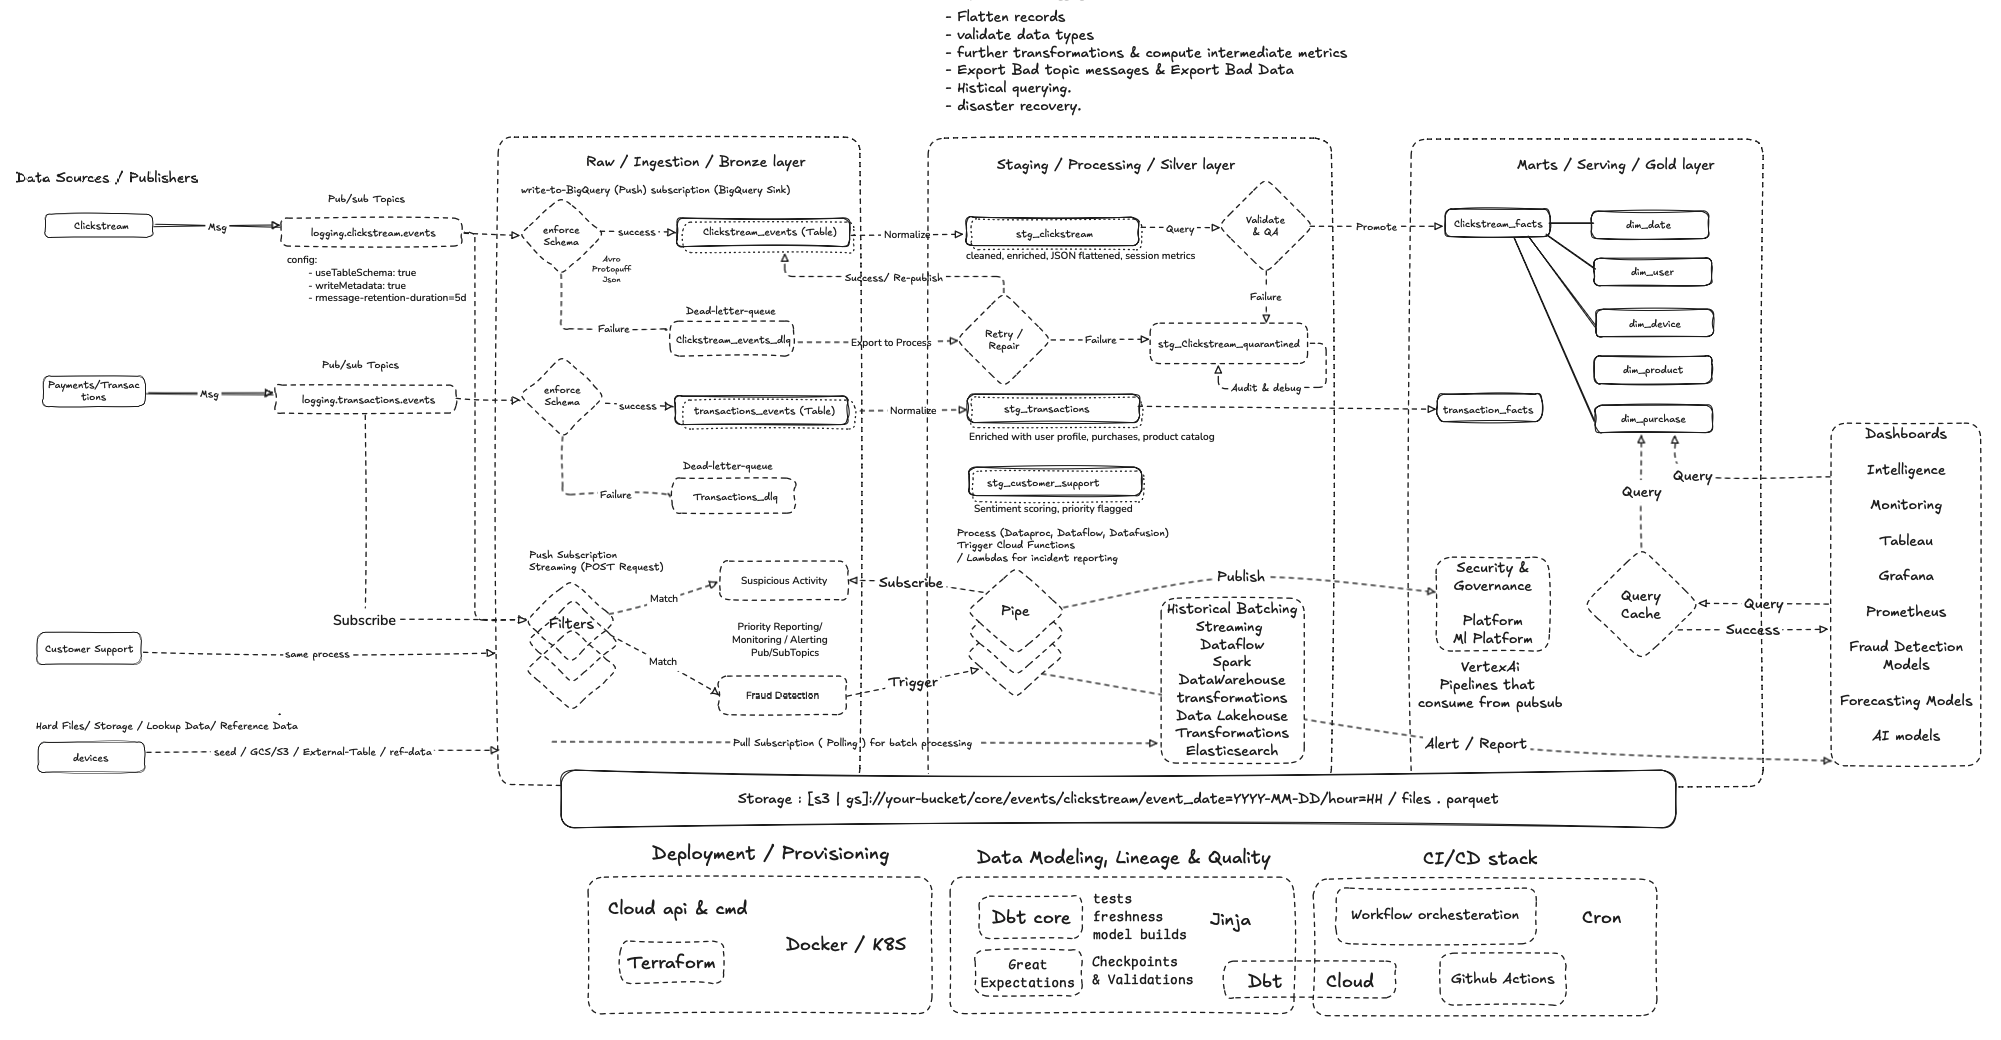 - Flatten records
- validate data types
- further transformations & compute intermediate metrics
- Export Bad topic messages & Export Bad Data
- Histical querying.
- disaster recovery.
Data Sources / Publishers
Clickstream
Msg
Pub/sub Topics
logging.clickstream.events
config:
- useTableSchema: true
- writeMetadata: true
- rmessage-retention-duration=5d
Payments/Transac
tions
Msg
Pub/sub Topics
logging.transactions.events
Subscribe
Customer Support
same process
Hard Files/ Storage / Lookup Data/ Reference Data
devices
seed / GCS/S3 / External-Table / ref-data
Raw / Ingestion / Bronze layer
write-to-BigQuery (Push) subscription (BigQuery Sink)
enforce
Schema
success
Clickstream_events (Table)
Avro
Protopuff
Json
Failure
Dead-letter-queue
Clickstream_events_dlq
enforce
Schema
success
transactions_events (Table)
Failure
Dead-letter-queue
Transactions_dlq
Push Subscription
Streaming (POST Request)
Filters
Match
Suspicious Activity
Priority Reporting/
Monitoring / Alerting
Pub/SubTopics
Match
Fraud Detection
Pull Subscription ( Polling ) for batch processing
Normalize
Success/ Re-publish
Export to Process
Normalize
Subscribe
Trigger
Staging / Processing / Silver layer
stg_clickstream
cleaned, enriched, JSON flattened, session metrics
Query
Validate
& QA
Failure
Retry /
Repair
Failure
stg_Clickstream_quarantined
Audit & debug
stg_transactions
Enriched with user profile, purchases, product catalog
stg_customer_support
Sentiment scoring, priority flagged
Process (Dataproc, Dataflow, Datafusion)
Trigger Cloud Functions
/ Lambdas for incident reporting
Pipe
Publish
Historical Batching
Streaming
Dataflow
Spark
DataWarehouse
transformations
Data Lakehouse
Transformations
Elasticsearch
Promote
Marts / Serving / Gold layer
Clickstream_facts
dim_date
dim_user
dim_device
dim_product
dim_purchase
transaction_facts
Query
Query
Security &
Governance
Platform
Ml Platform
VertexAi
Pipelines that
consume from pubsub
Query
Cache
Query
Success
Alert / Report
Dashboards
Intelligence
Monitoring
Tableau
Grafana
Prometheus
Fraud Detection
Models
Forecasting Models
AI models
Storage : [s3 | gs]://your-bucket/core/events/clickstream/event_date=YYYY-MM-DD/hour=HH / files . parquet
Deployment / Provisioning
Cloud api & cmd
Terraform
Docker / K8S
Data Modeling, Lineage & Quality
Dbt core
tests
freshness
model builds
Jinja
Great
Expectations
Checkpoints
& Validations
Dbt Cloud
CI/CD stack
Workflow orchesteration
Cron
Github Actions